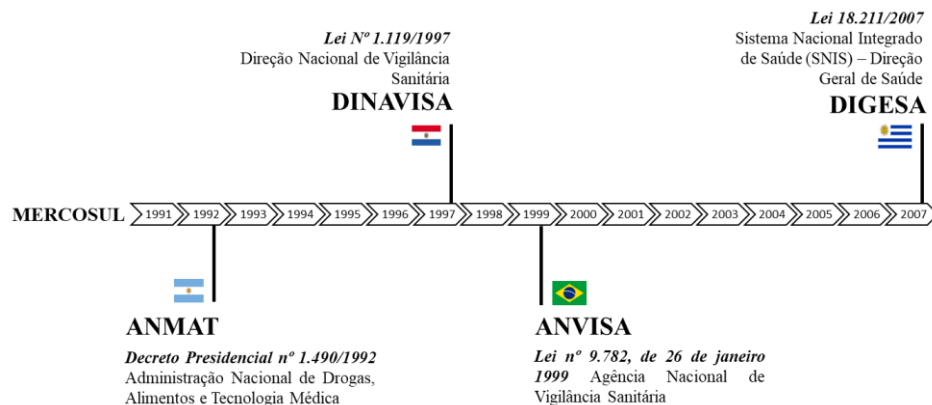 Lei Nº 1.119/1997
Direção Nacional de Vigilância
Sanitária
DINAVISA
Lei 18.211/2007
Sistema Nacional Integrado
de Saúde (SNIS) – Direção
Geral de Saúde
DIGESA
MERCOSUL 1991 1992 1993 1994 1995 1996 1997 1998 1999 2000 2001 2002 2003 2004 2005 2006 2007
ANMAT
Decreto Presidencial nº 1.490/1992
Administração Nacional de Drogas,
Alimentos e Tecnologia Médica
ANVISA
Lei nº 9.782, de 26 de janeiro
1999 Agência Nacional de
Vigilância Sanitária